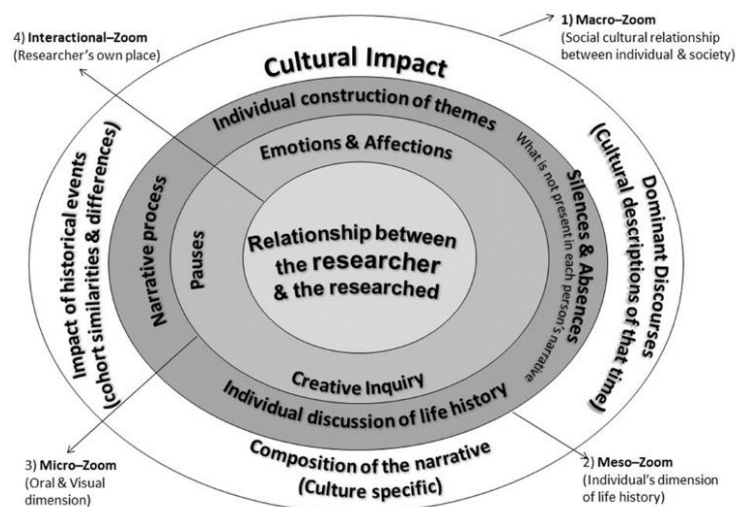 4) Interactional–Zoom
(Researcher's own place)
1) Macro–Zoom
(Social cultural relationship
between individual & society)
Cultural Impact
Individual construction of themes
Emotions & Affections
Impact of historical events
(cohort similarities & differences)
Narrative process
Pauses
Relationship between
the researcher
& the researched
What is not present in each person's narrative
Silences & Absences
Dominant Discourses
(Cultural descriptions of that time)
Creative Inquiry
Individual discussion of life history
Composition of the narrative
(Culture specific)
3) Micro–Zoom
(Oral & Visual
dimension)
2) Meso–Zoom
(Individual's dimension
of life history)